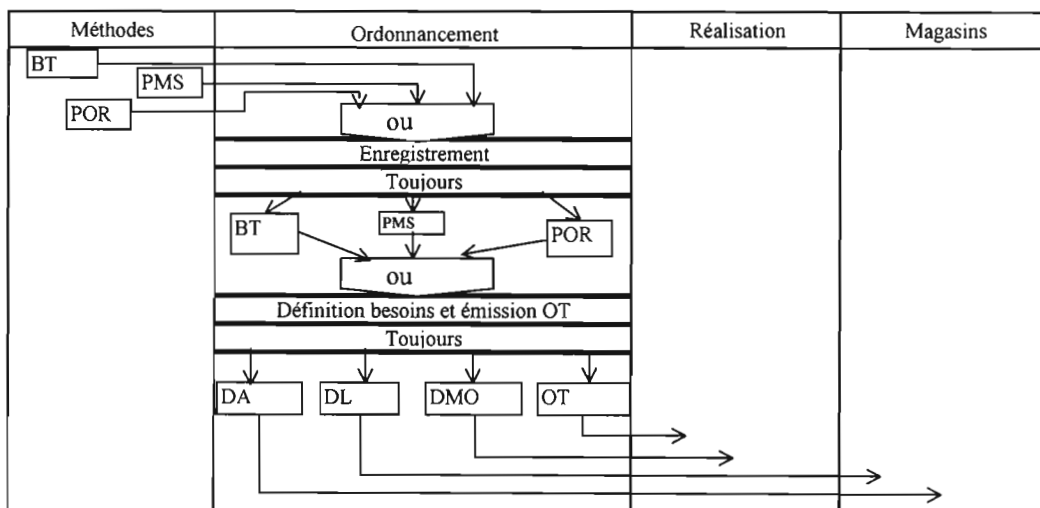 Méthodes Ordonnancement Réalisation Magasins
BT
PMS
POR
ou
Enregistrement
Toujours
BT PMS POR
ou
Définition besoins et émission OT
Toujours
DA DL DMO OT